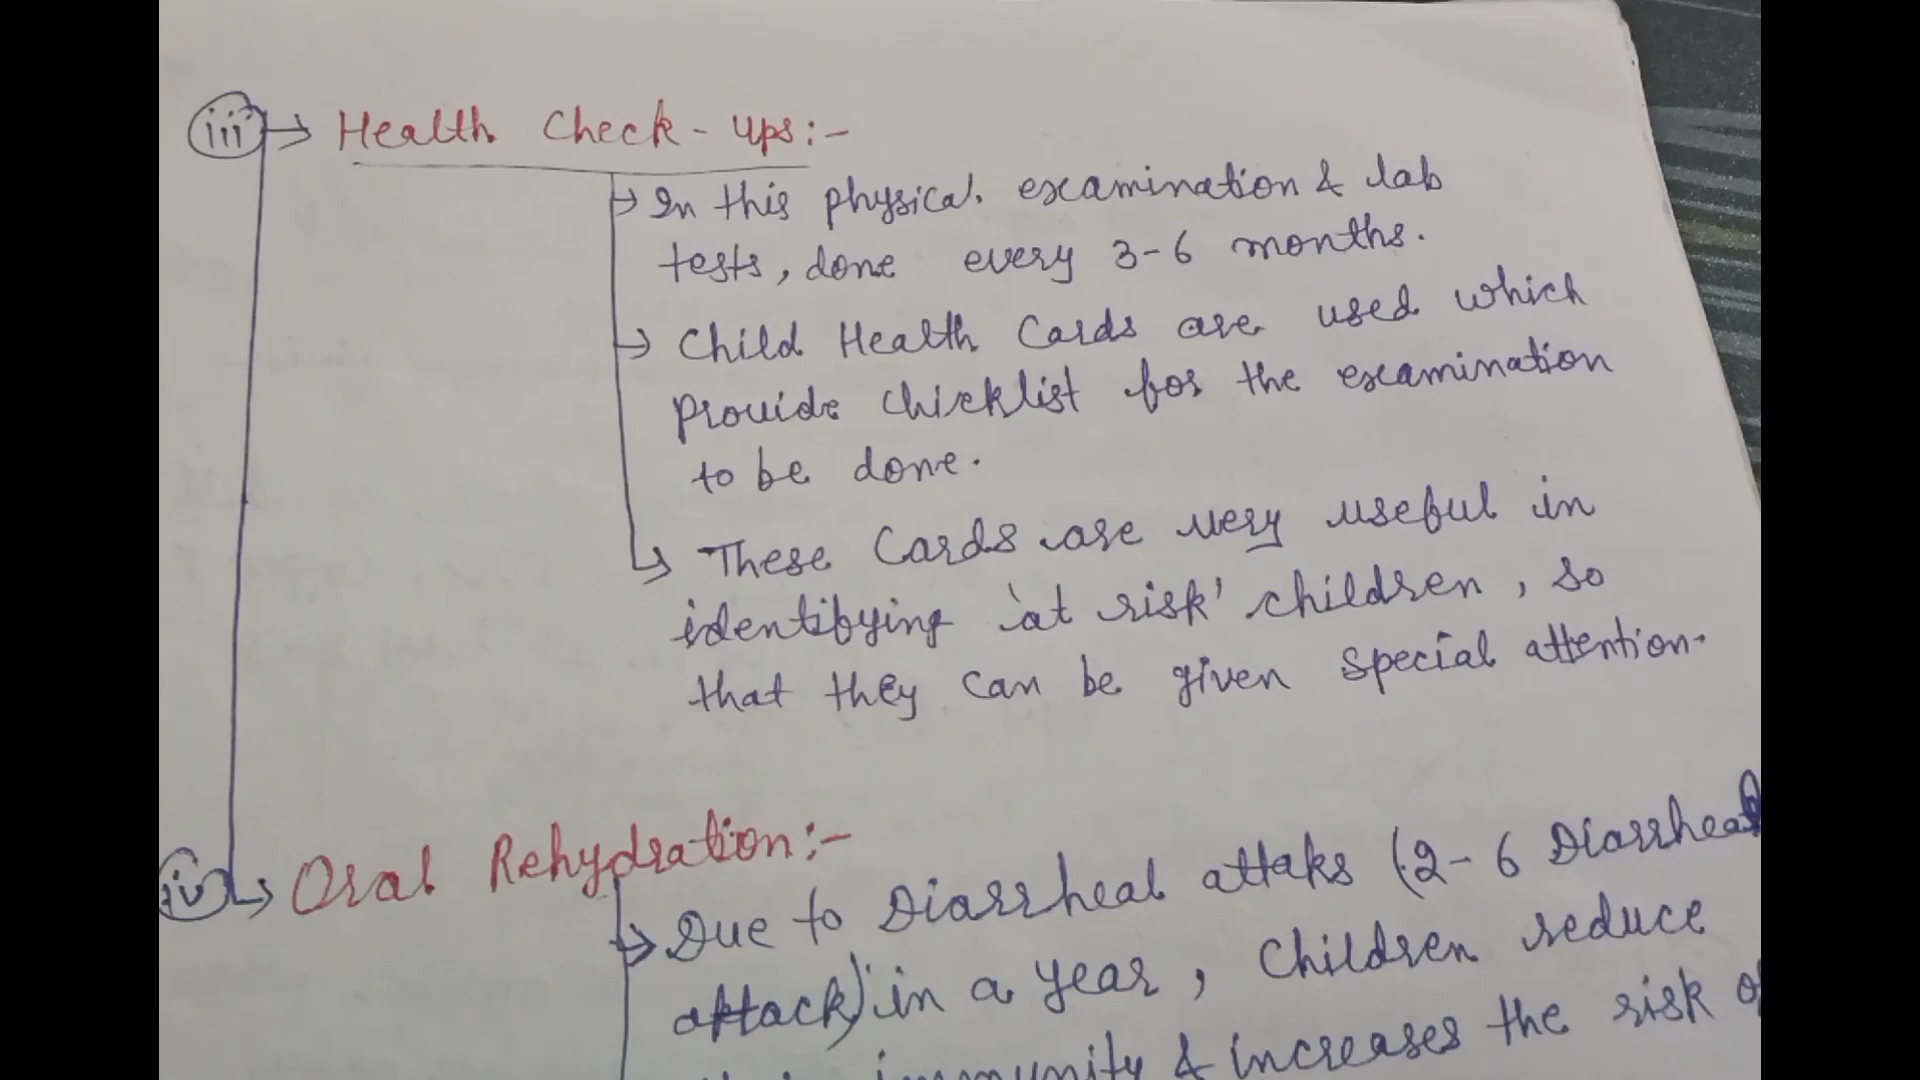 iii → Health Check-ups:-
→ In this physical examination & lab
tests, done every 3-6 months.
→ Child Health Cards are used which
Provide chicklist for the examination
to be done.
→ These Cards are very useful in
identifying 'at risk' children, so
that they can be given special attention.
iv → Oral Rehydration:-
→ Due to Diarrheal attaks (2-6 Diarrheal
attack) in a year, Children reduce
immunity & increases the risk of